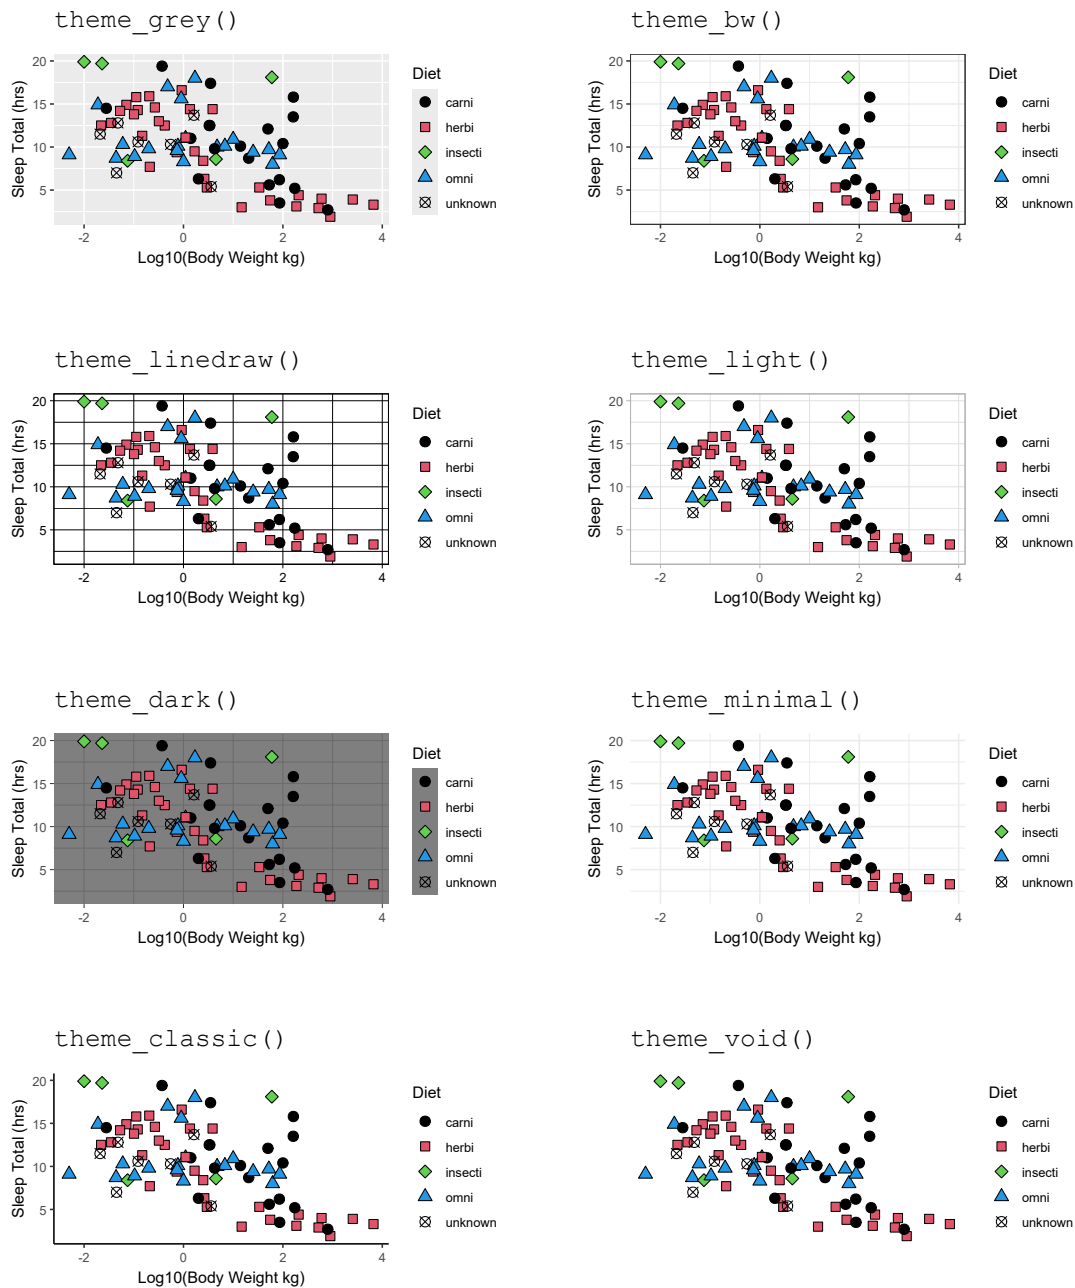 theme_grey()
20
15
10
5
Sleep Total (hrs)
-2 0 2 4
Log10(Body Weight kg)
Diet
carni
herbi
insecti
omni
unknown
theme_bw()
20
15
10
5
Sleep Total (hrs)
-2 0 2 4
Log10(Body Weight kg)
Diet
carni
herbi
insecti
omni
unknown
theme_linedraw()
20
15
10
5
Sleep Total (hrs)
-2 0 2 4
Log10(Body Weight kg)
Diet
carni
herbi
insecti
omni
unknown
theme_light()
20
15
10
5
Sleep Total (hrs)
-2 0 2 4
Log10(Body Weight kg)
Diet
carni
herbi
insecti
omni
unknown
theme_dark()
20
15
10
5
Sleep Total (hrs)
-2 0 2 4
Log10(Body Weight kg)
Diet
carni
herbi
insecti
omni
unknown
theme_minimal()
20
15
10
5
Sleep Total (hrs)
-2 0 2 4
Log10(Body Weight kg)
Diet
carni
herbi
insecti
omni
unknown
theme_classic()
20
15
10
5
Sleep Total (hrs)
-2 0 2 4
Log10(Body Weight kg)
Diet
carni
herbi
insecti
omni
unknown
theme_void()
Diet
carni
herbi
insecti
omni
unknown